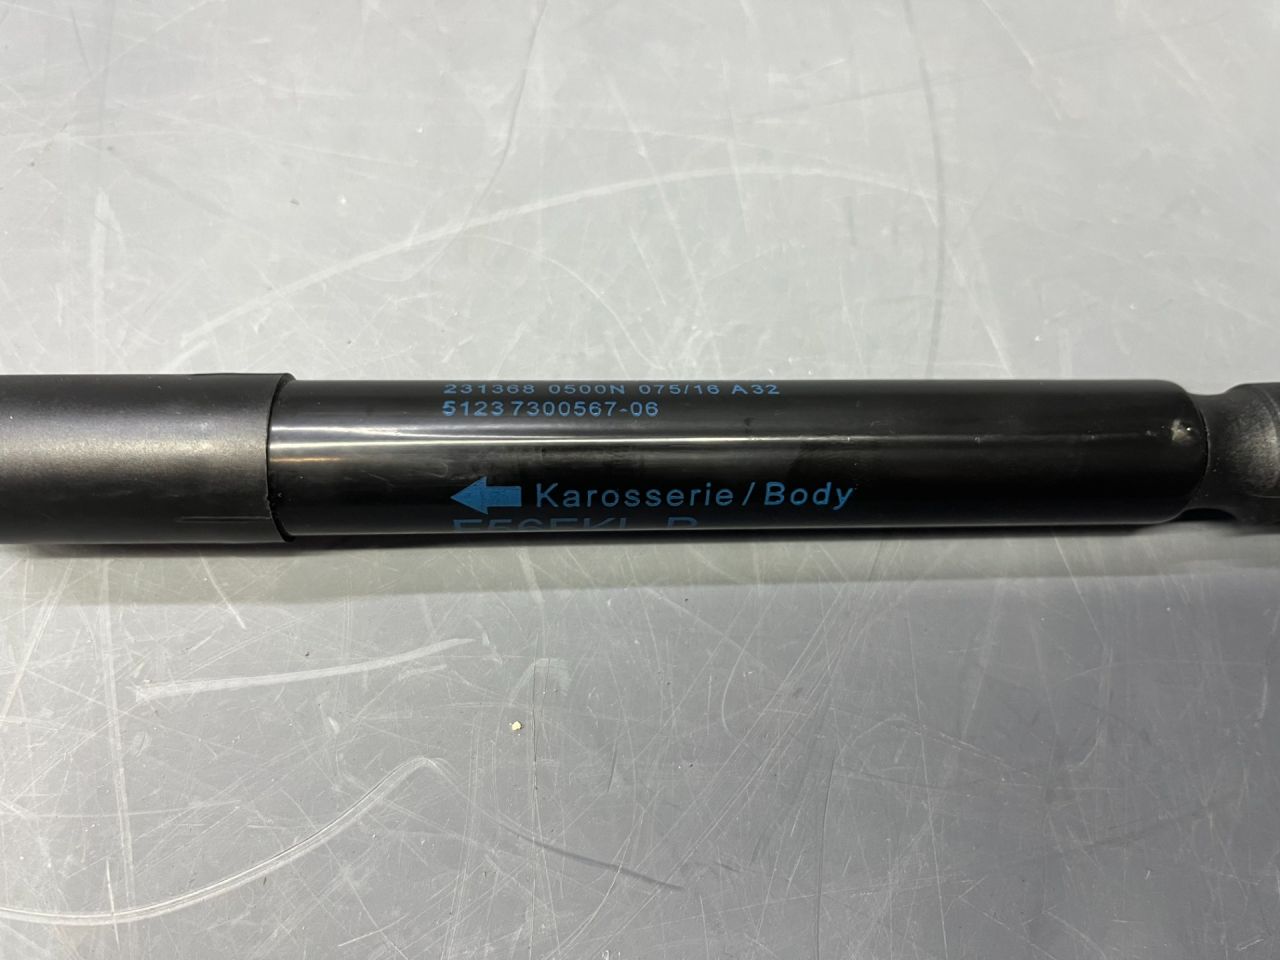 231368 0500N 075/16 A32
51237300567-06
Karosserie/Body